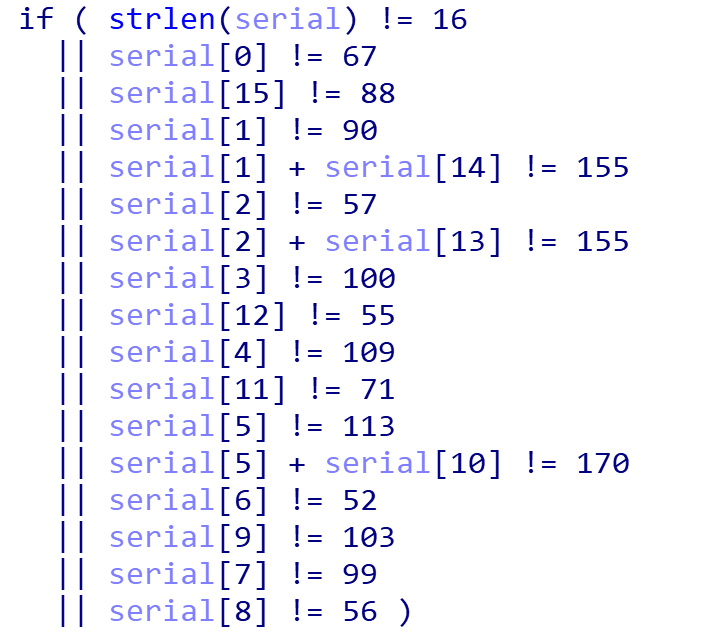 if ( strlen(serial) != 16
|| serial[0] != 67
|| serial[15] != 88
|| serial[1] != 90
|| serial[1] + serial[14] != 155
|| serial[2] != 57
|| serial[2] + serial[13] != 155
|| serial[3] != 100
|| serial[12] != 55
|| serial[4] != 109
|| serial[11] != 71
|| serial[5] != 113
|| serial[5] + serial[10] != 170
|| serial[6] != 52
|| serial[9] != 103
|| serial[7] != 99
|| serial[8] != 56 )